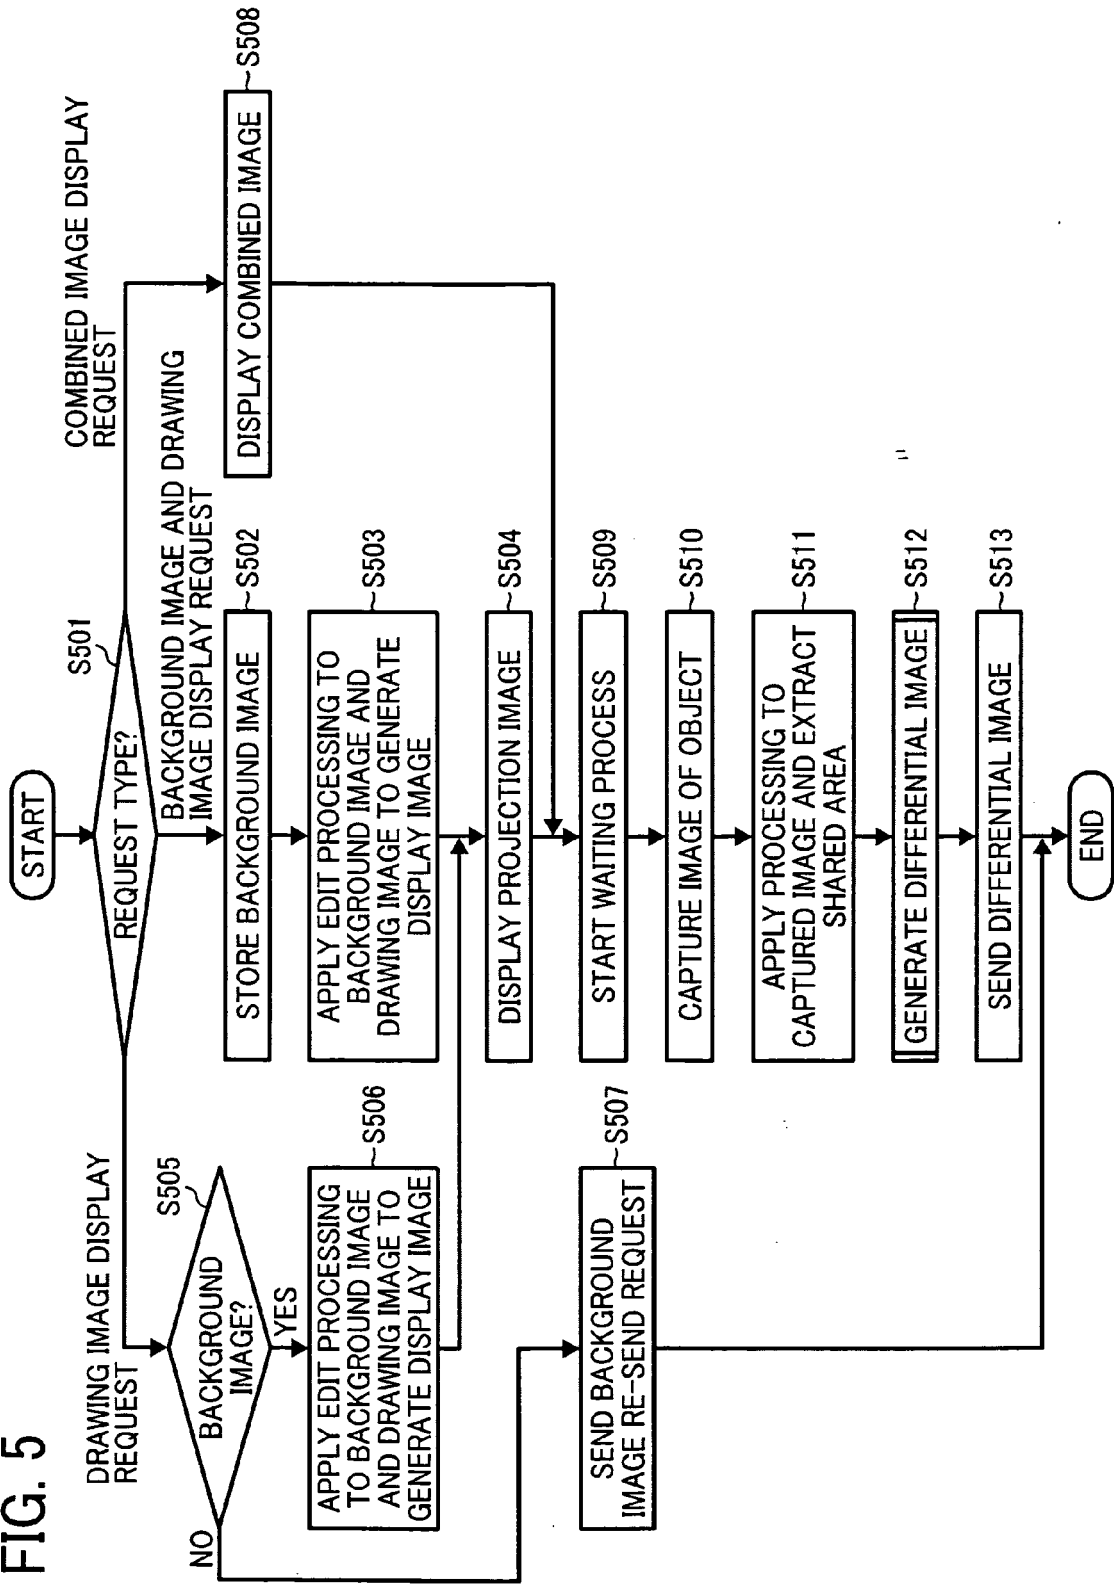 FIG. 5
START
S501
REQUEST TYPE?
DRAWING IMAGE DISPLAY
REQUEST
BACKGROUND IMAGE AND DRAWING
IMAGE DISPLAY REQUEST
COMBINED IMAGE DISPLAY
REQUEST
S505
BACKGROUND
IMAGE?
NO
YES
S502
STORE BACKGROUND IMAGE
S508
DISPLAY COMBINED IMAGE
S506
APPLY EDIT PROCESSING
TO BACKGROUND IMAGE
AND DRAWING IMAGE TO
GENERATE DISPLAY IMAGE
S503
APPLY EDIT PROCESSING TO
BACKGROUND IMAGE AND
DRAWING IMAGE TO GENERATE
DISPLAY IMAGE
S504
DISPLAY PROJECTION IMAGE
S507
SEND BACKGROUND
IMAGE RE-SEND REQUEST
S509
START WAITING PROCESS
S510
CAPTURE IMAGE OF OBJECT
S511
APPLY PROCESSING TO
CAPTURED IMAGE AND EXTRACT
SHARED AREA
S512
GENERATE DIFFERENTIAL IMAGE
S513
SEND DIFFERENTIAL IMAGE
END